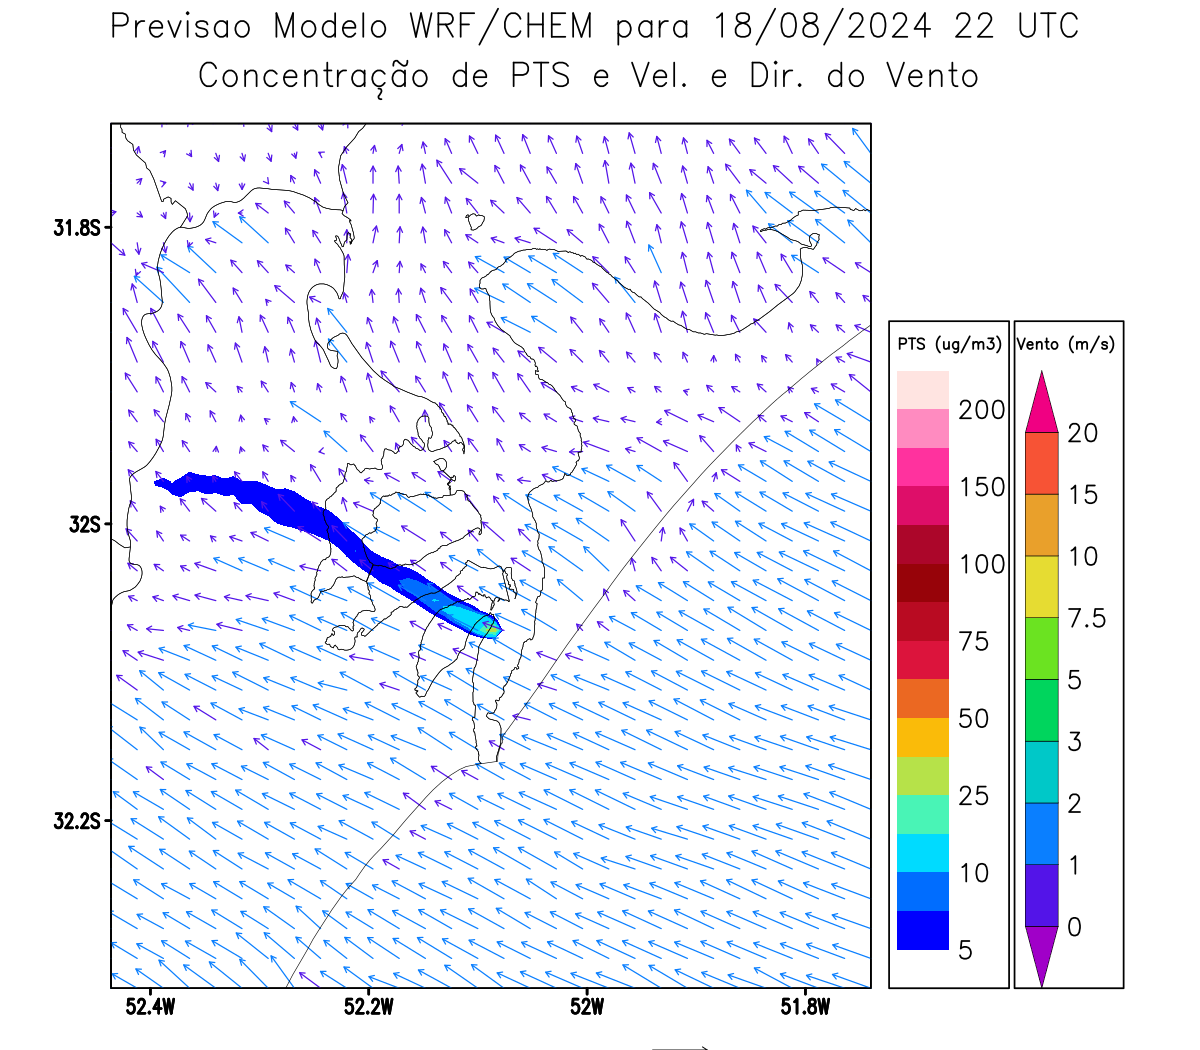 Previsao Modelo WRF/CHEM para 18/08/2024 22 UTC
Concentração de PTS e Vel. e Dir. do Vento
31.8S
32S
32.2S
52.4W 52.2W 52W 51.8W
PTS (ug/m3)
200
150
100
75
50
25
10
5
Vento (m/s)
20
15
10
7.5
5
3
2
1
0